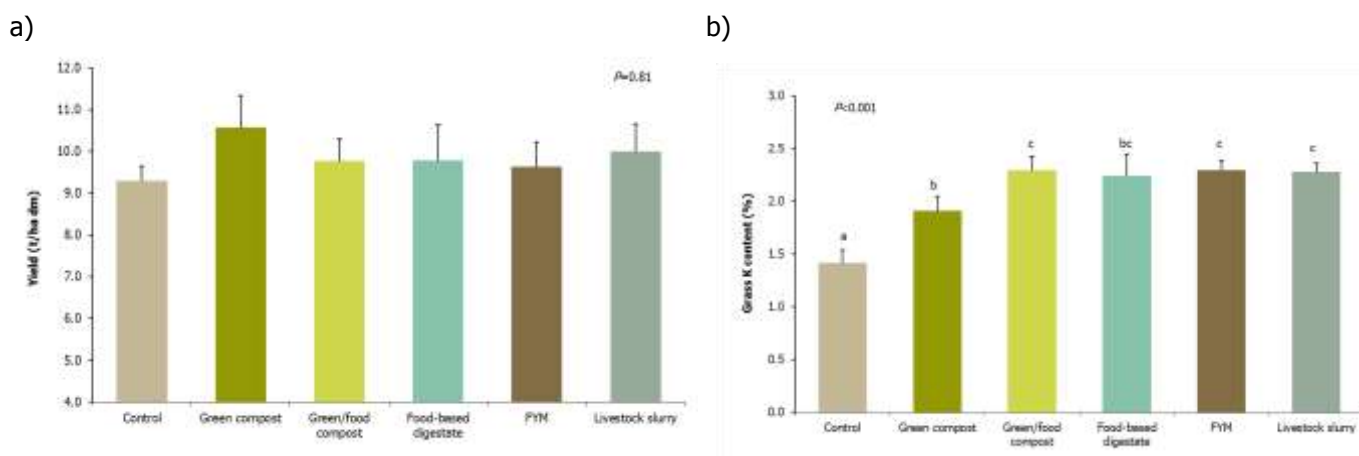 a)
12.0
11.0
10.0
9.0
8.0
7.0
6.0
5.0
4.0
Yield (t/ha dm)
P=0.81
Control
Green compost
Green/food
compost
Food-based
digestate
FYM
Livestock slurry
b)
3.0
2.5
2.0
1.5
1.0
0.5
0.0
Grass K content (%)
P<0.001
a
b
c
bc
c
c
Control
Green compost
Green/food
compost
Food-based
digestate
FYM
Livestock slurry